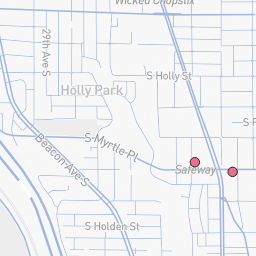 Wicked Chopstix
29th Ave S
S Holly St
Holly Park
S F
S Myrtle Pl
Beacon Ave S
Safeway
S Holden St